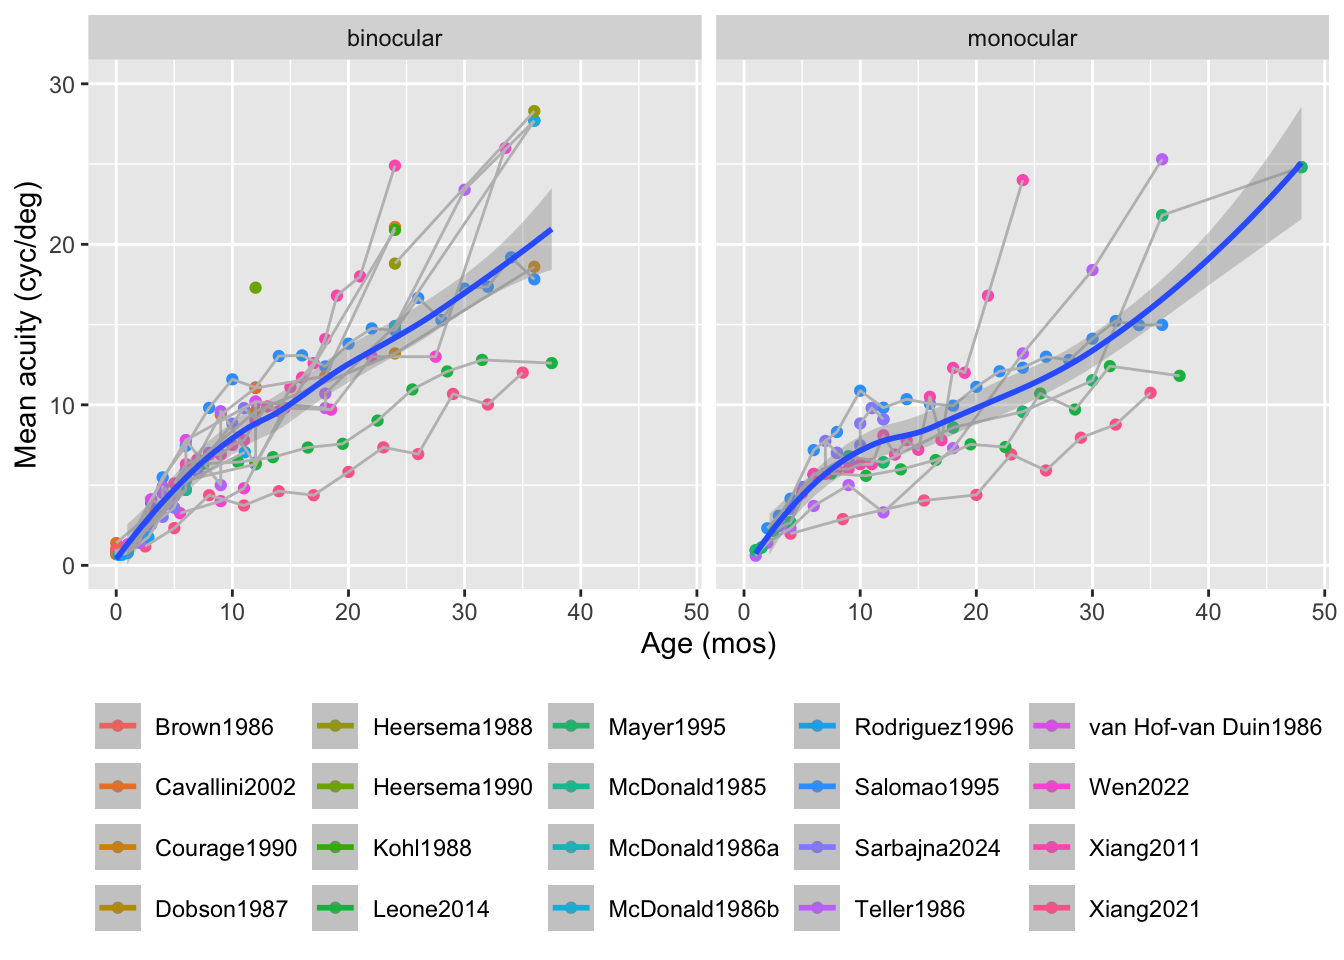 binocular monocular
30
20
10
0
Mean acuity (cyc/deg)
0 10 20 30 40 50 0 10 20 30 40 50
Age (mos)
Brown1986 Heersema1988 Mayer1995 Rodriguez1996 van Hof-van Duin1986
Cavallini2002 Heersema1990 McDonald1985 Salomao1995 Wen2022
Courage1990 Kohl1988 McDonald1986a Sarbajna2024 Xiang2011
Dobson1987 Leone2014 McDonald1986b Teller1986 Xiang2021